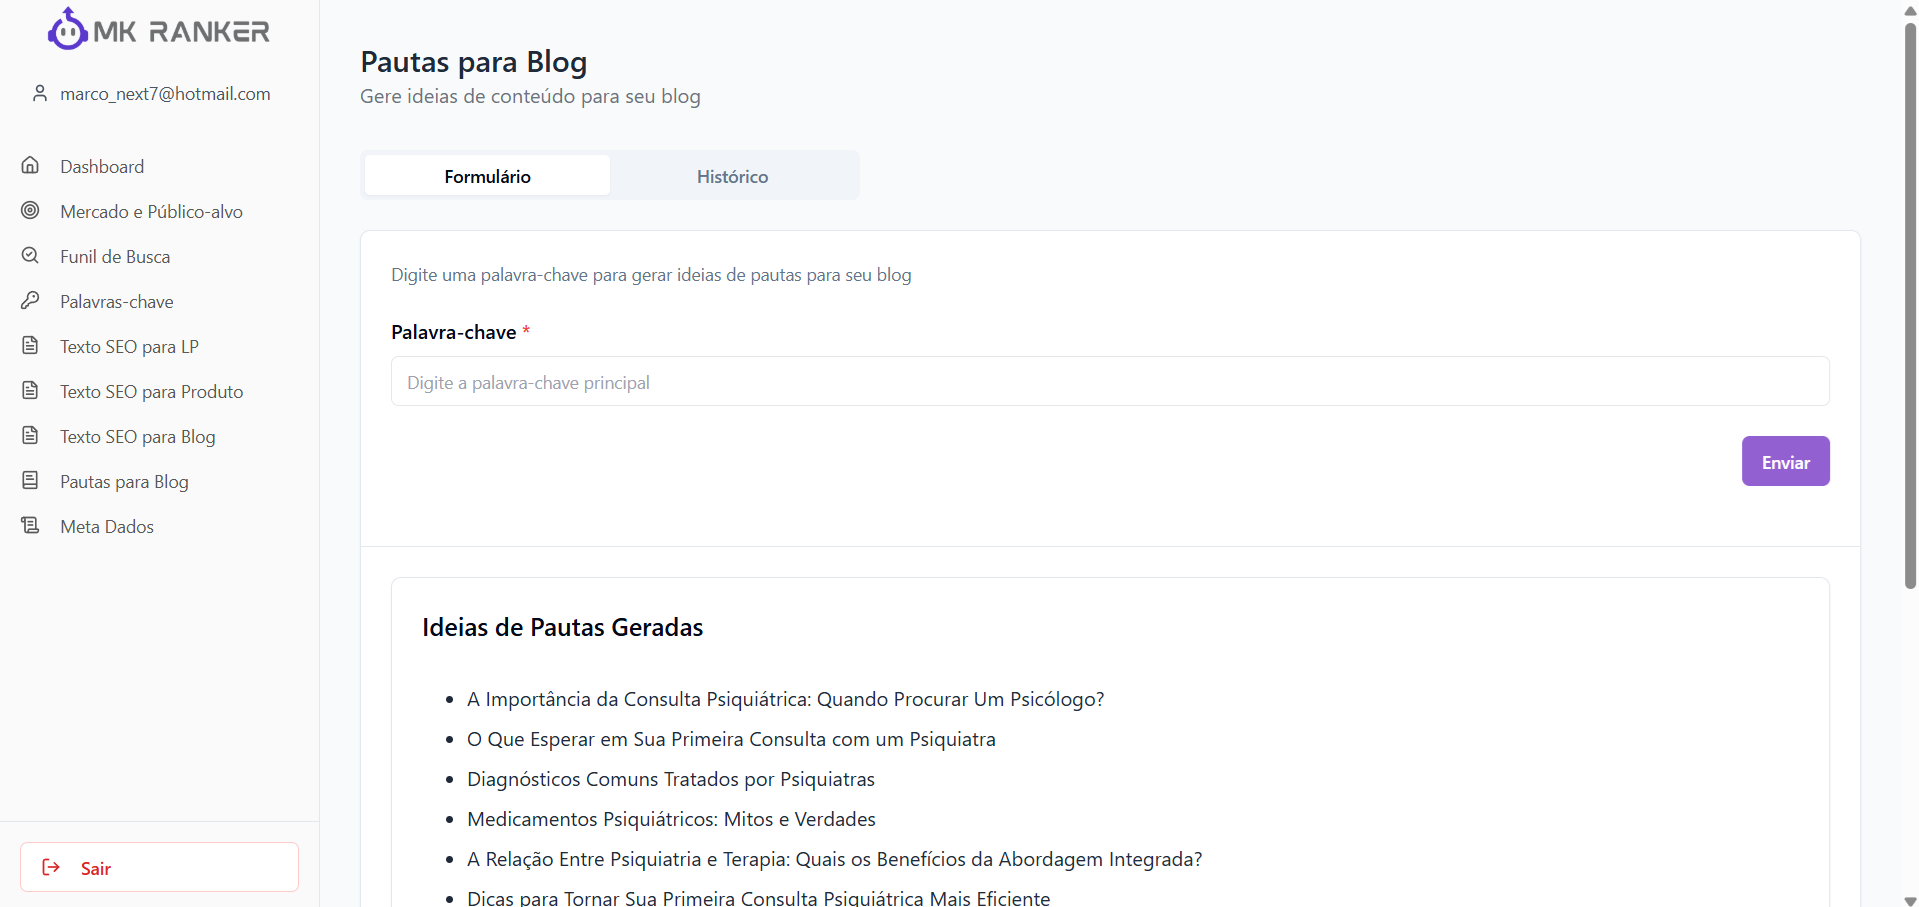 MK RANKER
marco_next7@hotmail.com
Dashboard
Mercado e Público-alvo
Funil de Busca
Palavras-chave
Texto SEO para LP
Texto SEO para Produto
Texto SEO para Blog
Pautas para Blog
Meta Dados
Sair
Pautas para Blog
Gere ideias de conteúdo para seu blog
Formulário
Histórico
Digite uma palavra-chave para gerar ideias de pautas para seu blog
Palavra-chave *
Digite a palavra-chave principal
Enviar
Ideias de Pautas Geradas
• A Importância da Consulta Psiquiátrica: Quando Procurar Um Psicólogo?
• O Que Esperar em Sua Primeira Consulta com um Psiquiatra
• Diagnósticos Comuns Tratados por Psiquiatras
• Medicamentos Psiquiátricos: Mitos e Verdades
• A Relação Entre Psiquiatria e Terapia: Quais os Benefícios da Abordagem Integrada?
• Dicas para Tornar Sua Primeira Consulta Psiquiátrica Mais Eficiente